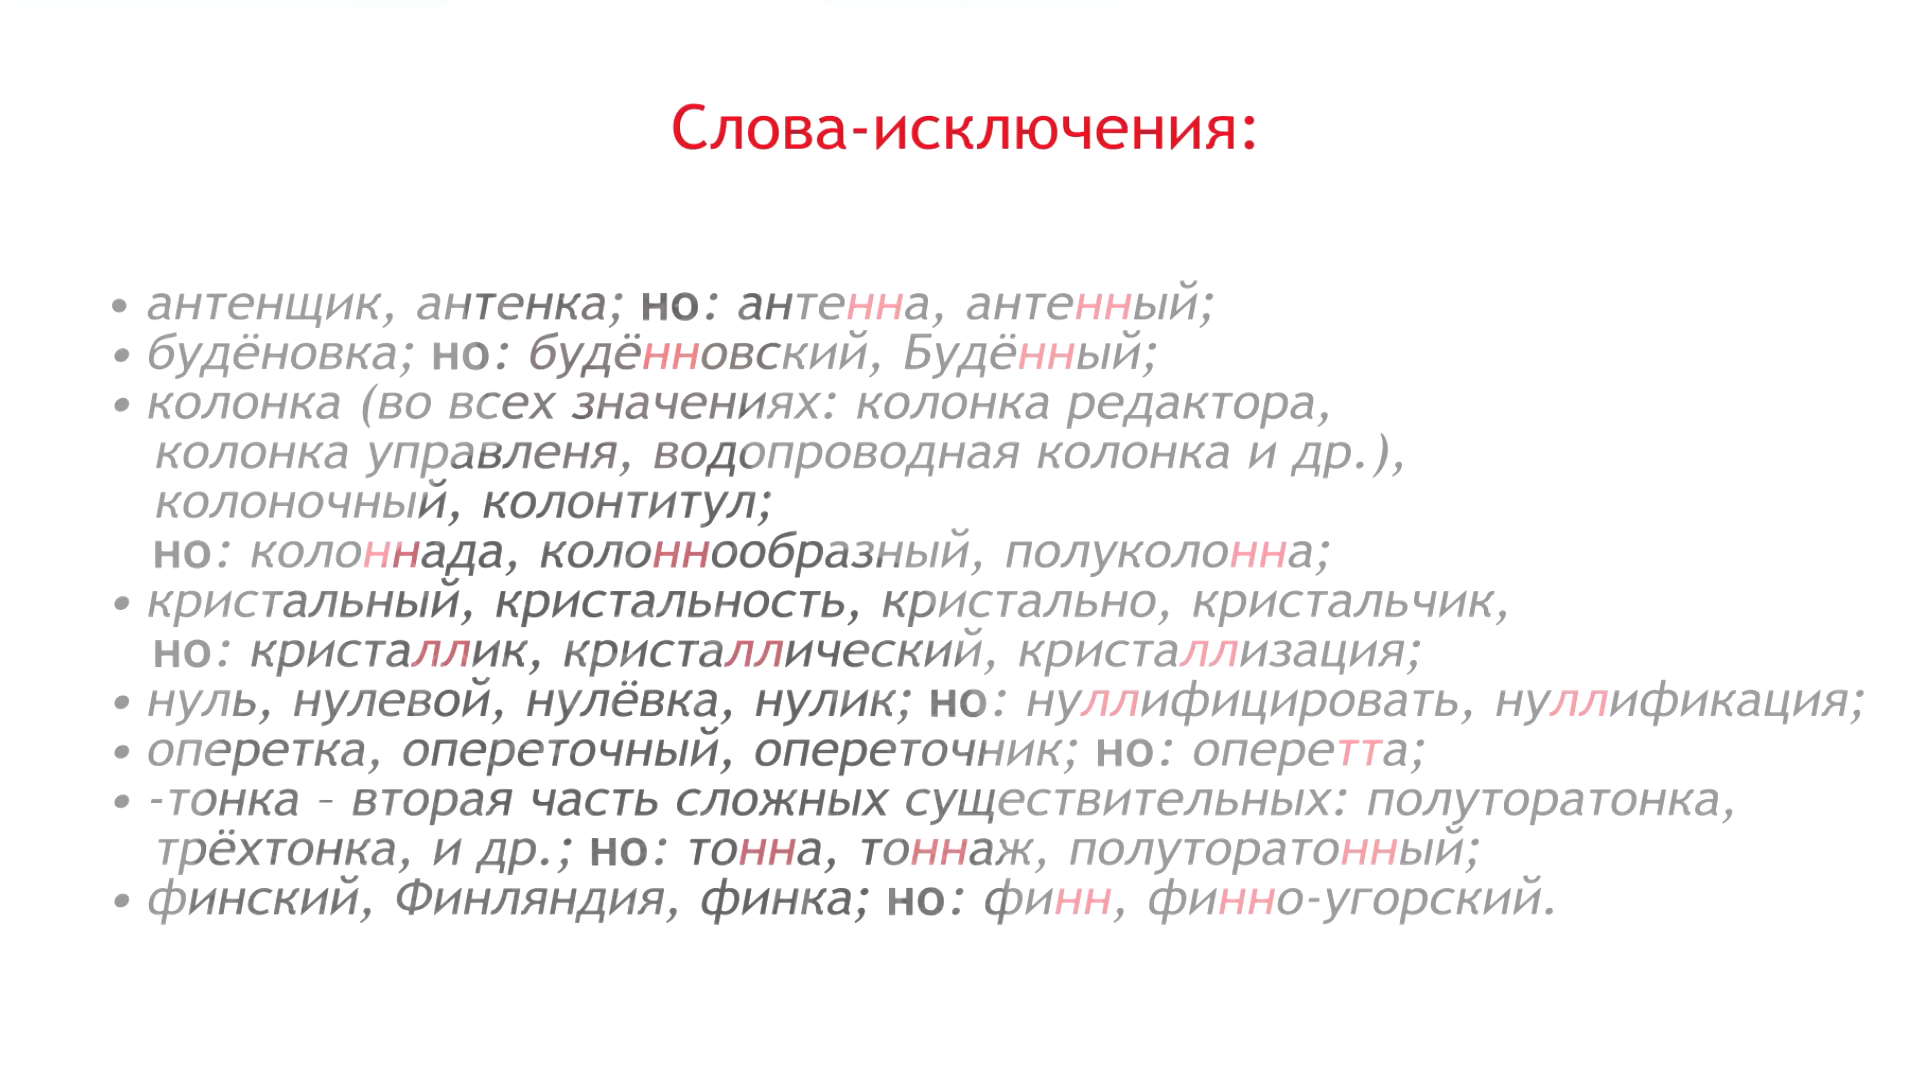 Слова-исключения:
• антенщик, антенка; но: антенна, антенный;
• будёновка; но: будённовский, Будённый;
• колонка (во всех значениях: колонка редактора,
колонка управленя, водопроводная колонка и др.),
колоночный, колонтитул;
но: колоннада, колоннообразный, полуколонна;
• кристальный, кристальность, кристально, кристальчик,
но: кристаллик, кристаллический, кристаллизация;
• нуль, нулевой, нулёвка, нулик; но: нуллифицировать, нуллификация;
• оперетка, опереточный, опереточник; но: оперетта;
• -тонка – вторая часть сложных существительных: полуторатонка,
трёхтонка, и др.; но: тонна, тоннаж, полуторатонный;
• финский, Финляндия, финка; но: финн, финно-угорский.